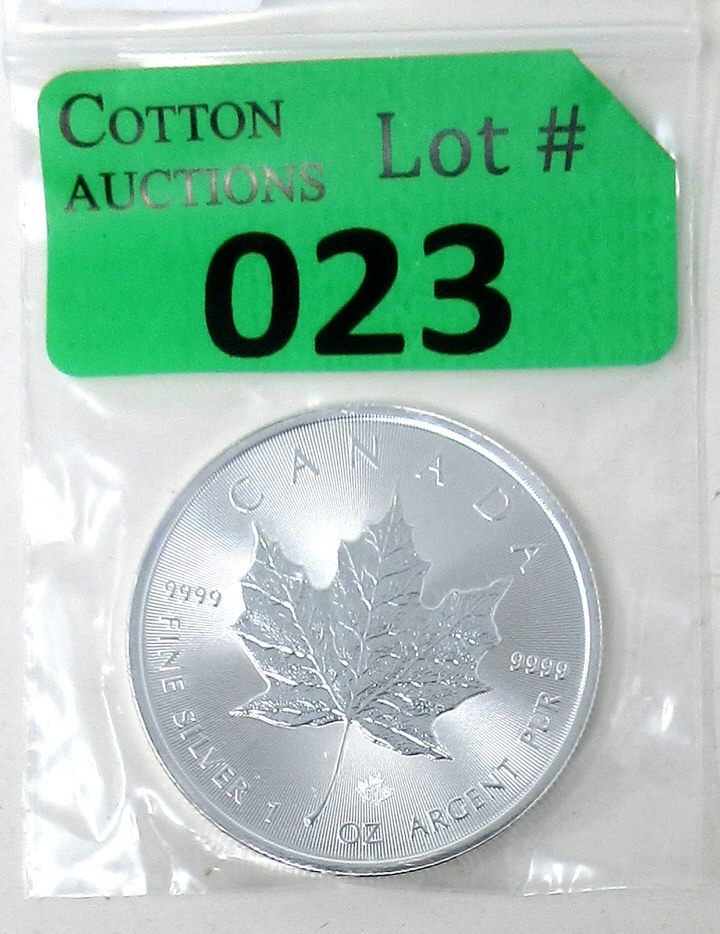 COTTON
AUCTIONS
Lot #
023
CANADA
9999
9999
FINE SILVER 1 OZ ARGENT PUR